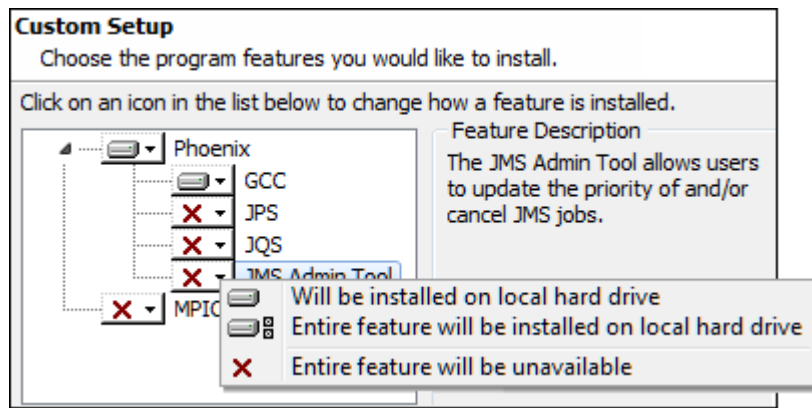 Custom Setup
Choose the program features you would like to install.
Click on an icon in the list below to change how a feature is installed.
Phoenix
GCC
JPS
JQS
JMS Admin Tool
MPIC
Feature Description
The JMS Admin Tool allows users
to update the priority of and/or
cancel JMS jobs.
Will be installed on local hard drive
Entire feature will be installed on local hard drive
Entire feature will be unavailable